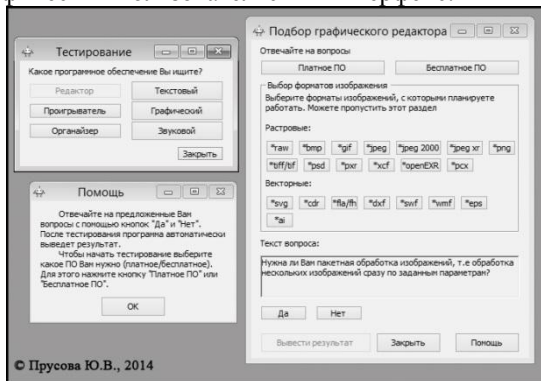 Тестирование
Какое программное обеспечение Вы ищите?
Редактор
Текстовый
Проигрыватель
Графический
Органайзер
Звуковой
Закрыть
Помощь
Отвечайте на предложенные Вам
вопросы с помощью кнопок "Да" и "Нет".
После тестирования программа автоматически
выведет результат.
Чтобы начать тестирование выберите
какое ПО Вам нужно (платное/бесплатное).
Для этого нажмите кнопку "Платное ПО" или
"Бесплатное ПО".
OK
© Прусова Ю.В., 2014
Подбор графического редактора
Отвечайте на вопросы
Платное ПО
Бесплатное ПО
Выбор форматов изображения
Выберите форматы изображений, с которыми планируете
работать. Можете пропустить этот раздел
Растровые:
*raw *bmp *gif *jpeg *jpeg 2000 *jpeg xr *png
*tiff/bf *psd *pxr *xcf *openEXR *pcx
Векторные:
*svg *cdr *fla/fh *dxf *swf *wmf *eps
*ai
Текст вопроса:
Нужна ли Вам пакетная обработка изображений, т.е обработка
нескольких изображений сразу по заданным параметрам?
Да
Нет
Вывести результат
Закрыть
Помощь